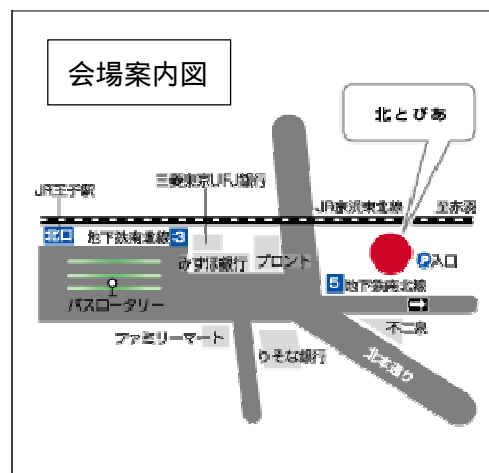 会場案内図
北とぴあ
三菱東京UFJ銀行
JR王子駅
JR京浜東北線
至赤羽
北口
地下鉄南北線
3
みずほ銀行
プロント
P入口
5
地下鉄南北線
バスロータリー
ファミリーマート
りそな銀行
不二家
北本通り